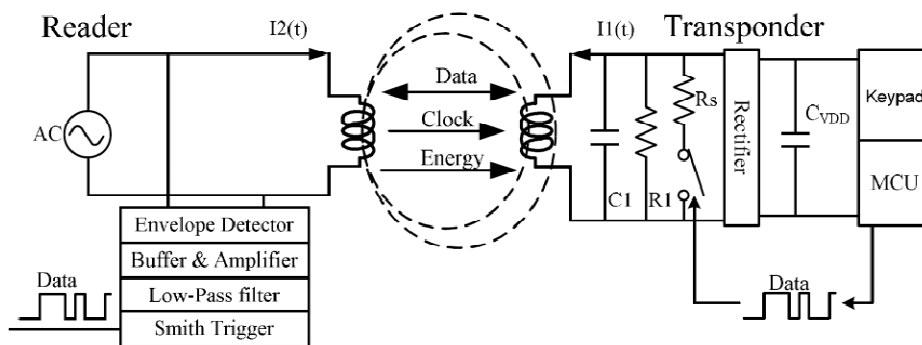 Reader
I2(t)
I1(t)
Transponder
AC
Data
Clock
Energy
Rs
C1
R1
Rectifier
C_VDD
Keypad
MCU
Envelope Detector
Buffer & Amplifier
Low-Pass filter
Smith Trigger
Data
Data